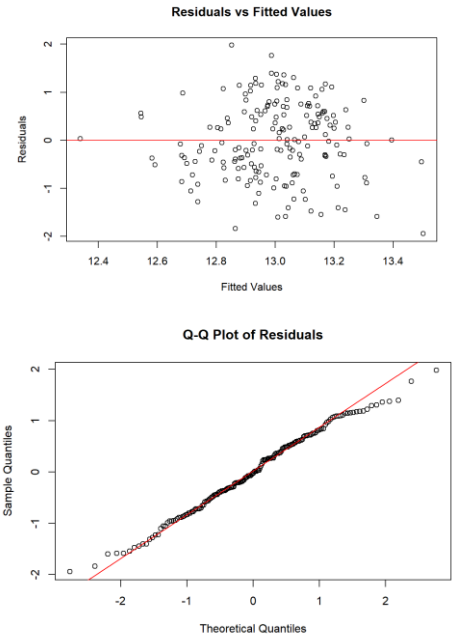 Residuals vs Fitted Values
2
1
0
-1
-2
Residuals
12.4 12.6 12.8 13.0 13.2 13.4
Fitted Values
Q-Q Plot of Residuals
2
1
0
-1
-2
Sample Quantiles
-2 -1 0 1 2
Theoretical Quantiles